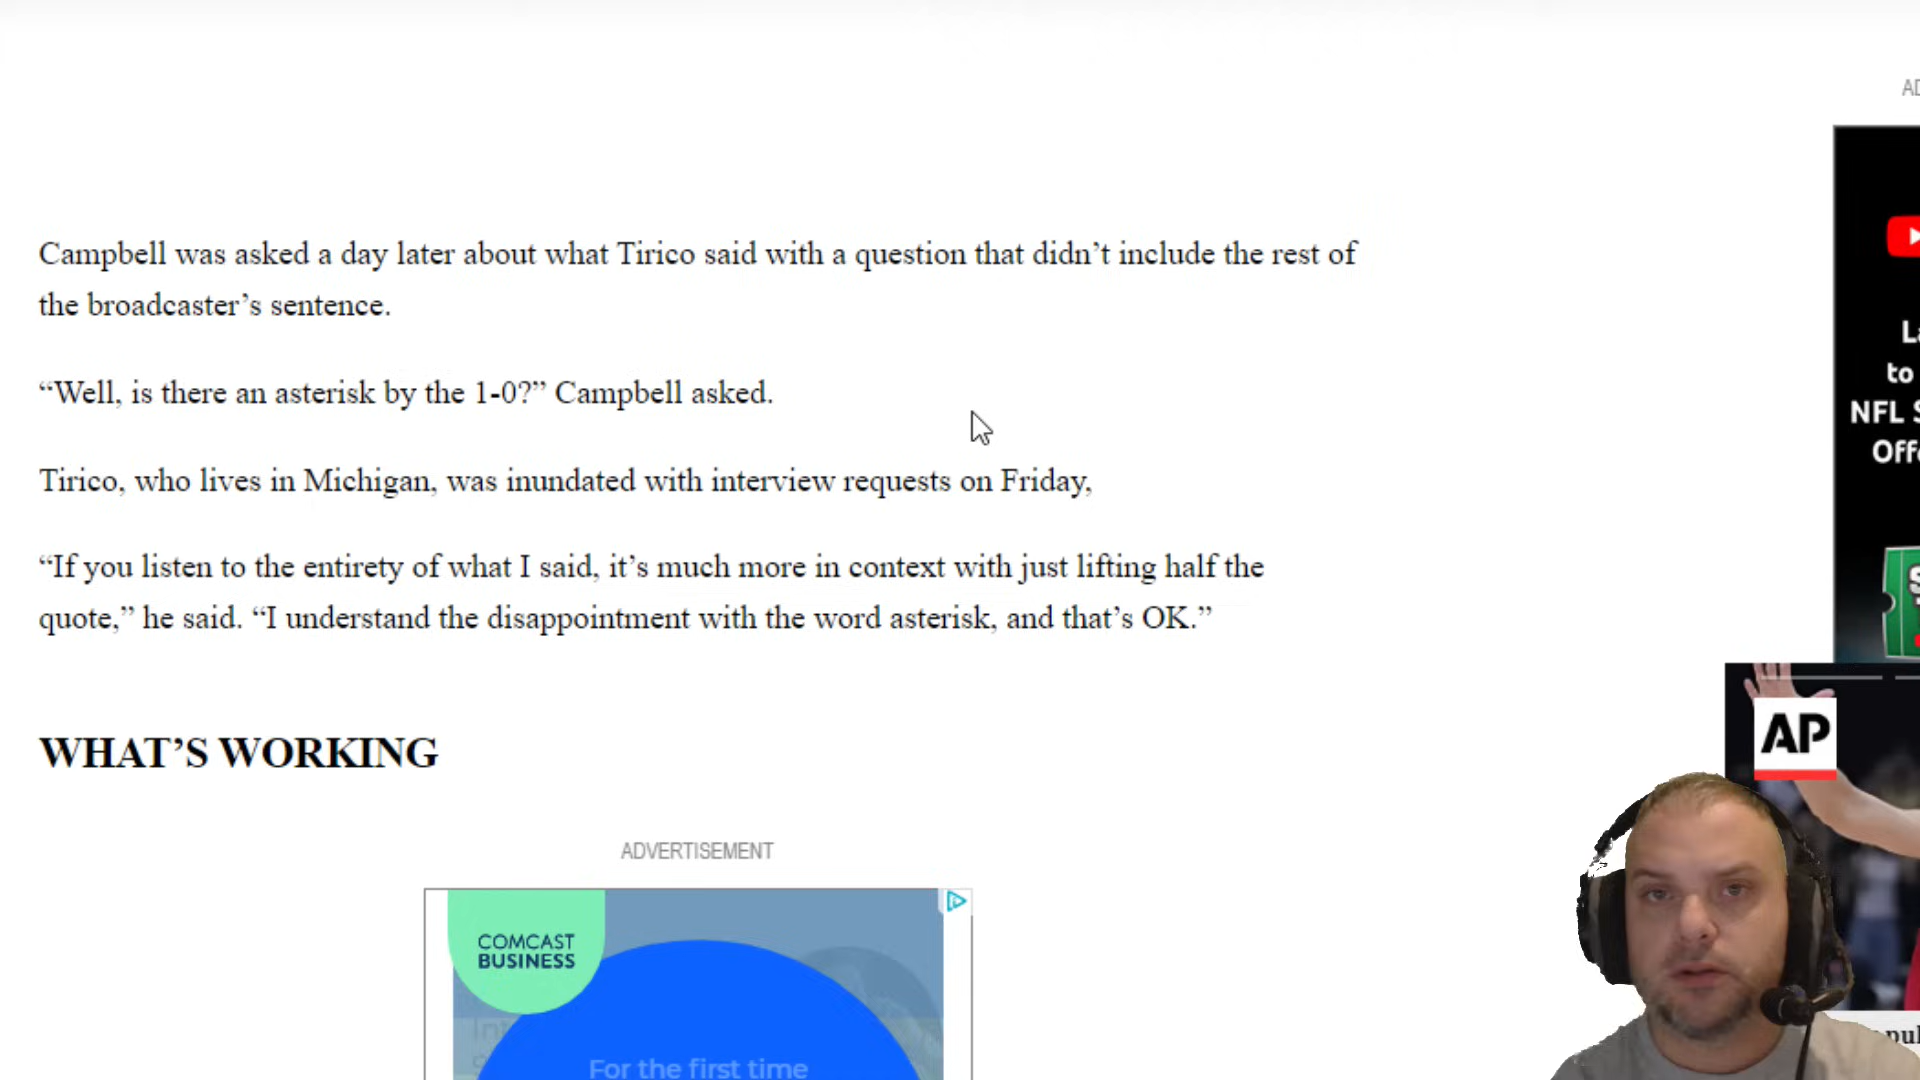 Campbell was asked a day later about what Tirico said with a question that didn’t include the rest of
the broadcaster’s sentence.
“Well, is there an asterisk by the 1-0?” Campbell asked.
Tirico, who lives in Michigan, was inundated with interview requests on Friday,
“If you listen to the entirety of what I said, it’s much more in context with just lifting half the
quote,” he said. “I understand the disappointment with the word asterisk, and that’s OK.”
WHAT’S WORKING
ADVERTISEMENT
COMCAST
BUSINESS
For the first time
to
NFL
AP